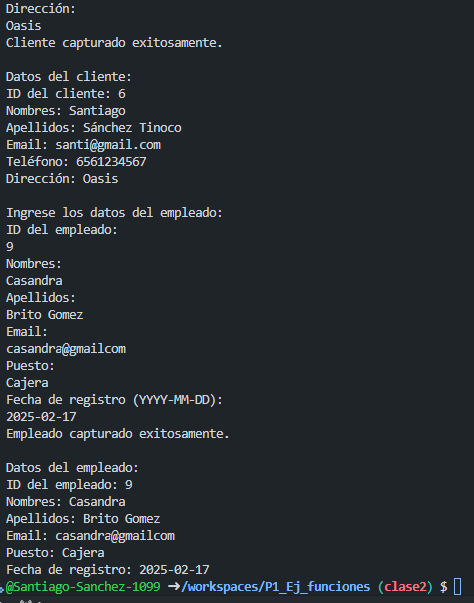 Dirección:
Oasis
Cliente capturado exitosamente.
Datos del cliente:
ID del cliente: 6
Nombres: Santiago
Apellidos: Sánchez Tinoco
Email: santi@gmail.com
Teléfono: 6561234567
Dirección: Oasis
Ingrese los datos del empleado:
ID del empleado:
9
Nombres:
Casandra
Apellidos:
Brito Gomez
Email:
casandra@gmailcom
Puesto:
Cajera
Fecha de registro (YYYY-MM-DD):
2025-02-17
Empleado capturado exitosamente.
Datos del empleado:
ID del empleado: 9
Nombres: Casandra
Apellidos: Brito Gomez
Email: casandra@gmailcom
Puesto: Cajera
Fecha de registro: 2025-02-17
@Santiago-Sanchez-1099 ➜/workspaces/P1_Ej_funciones (clase2) $